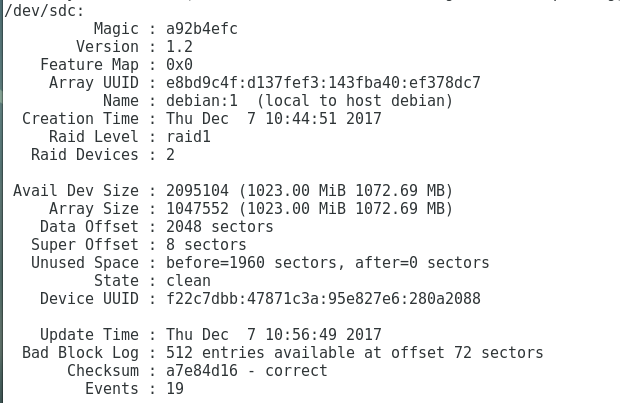 /dev/sdc:
Magic : a92b4efc
Version : 1.2
Feature Map : 0x0
Array UUID : e8bd9c4f:d137fef3:143fba40:ef378dc7
Name : debian:1  (local to host debian)
Creation Time : Thu Dec  7 10:44:51 2017
Raid Level : raid1
Raid Devices : 2

Avail Dev Size : 2095104 (1023.00 MiB 1072.69 MB)
Array Size : 1047552 (1023.00 MiB 1072.69 MB)
Data Offset : 2048 sectors
Super Offset : 8 sectors
Unused Space : before=1960 sectors, after=0 sectors
State : clean
Device UUID : f22c7dbb:47871c3a:95e827e6:280a2088

Update Time : Thu Dec  7 10:56:49 2017
Bad Block Log : 512 entries available at offset 72 sectors
Checksum : a7e84d16 - correct
Events : 19